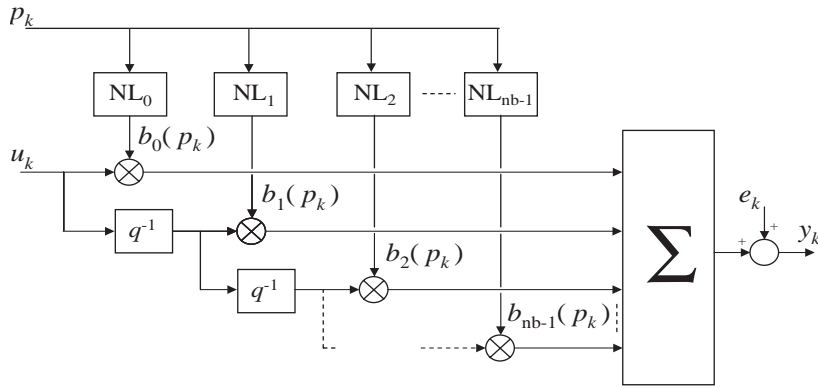 p_k
NL_0 NL_1 NL_2 NL_nb-1
b_0(p_k)
u_k
b_1(p_k)
e_k
q^-1
+
+
y_k
Σ
b_2(p_k)
q^-1
b_nb-1(p_k)